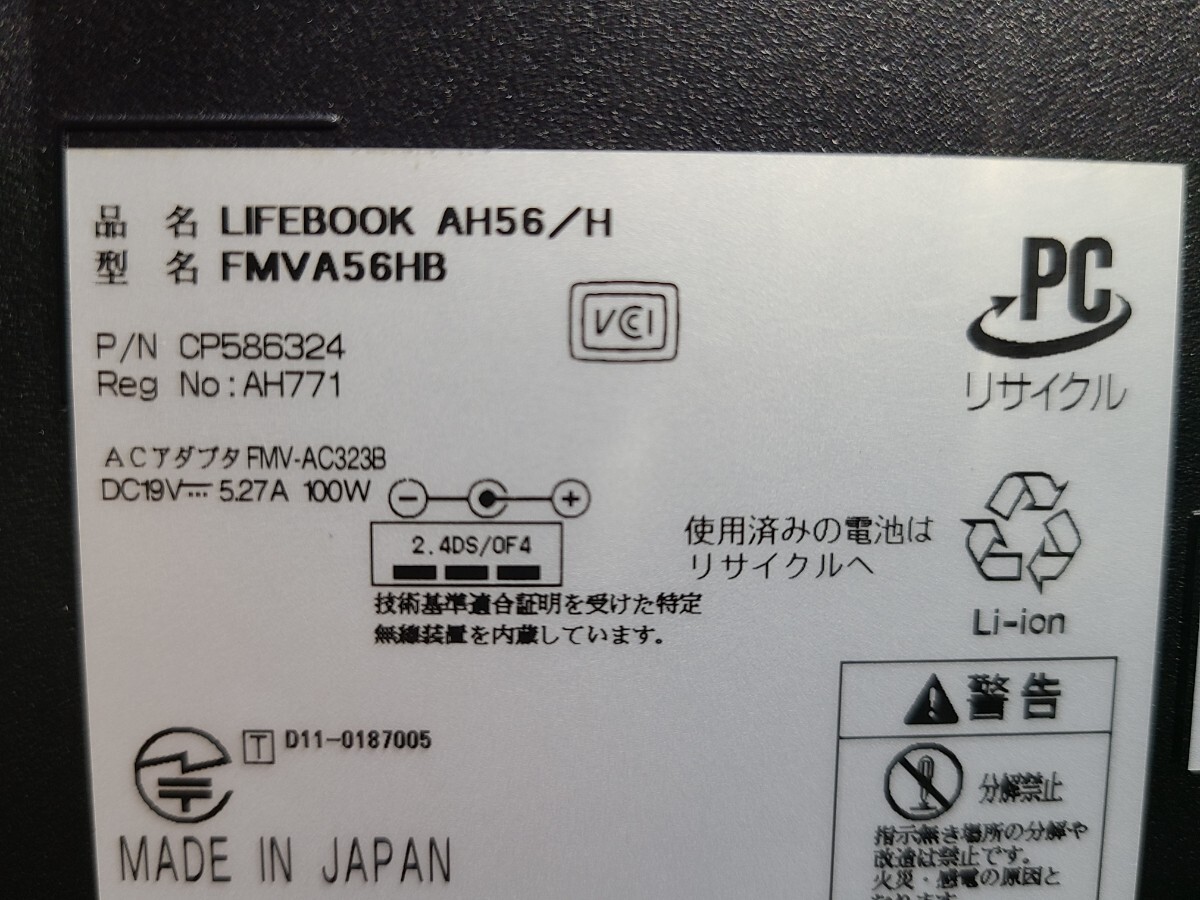 品 名 LIFEBOOK AH56/H
型 名 FMVA56HB
VCI
PC
リサイクル
P/N CP586324
Reg No:AH771
ACアダプタ FMV-AC323B
DC19V⎓ 5.27A 100W
2.4DS/OF4
技術基準適合証明を受けた特定
無線装置を内蔵しています。
使用済みの電池は
リサイクルへ
Li-ion
警告
分解禁止
指示無き場所の分解や
改造は禁止です。
火災・感電の原因と
なります。
T D11-0187005
MADE IN JAPAN